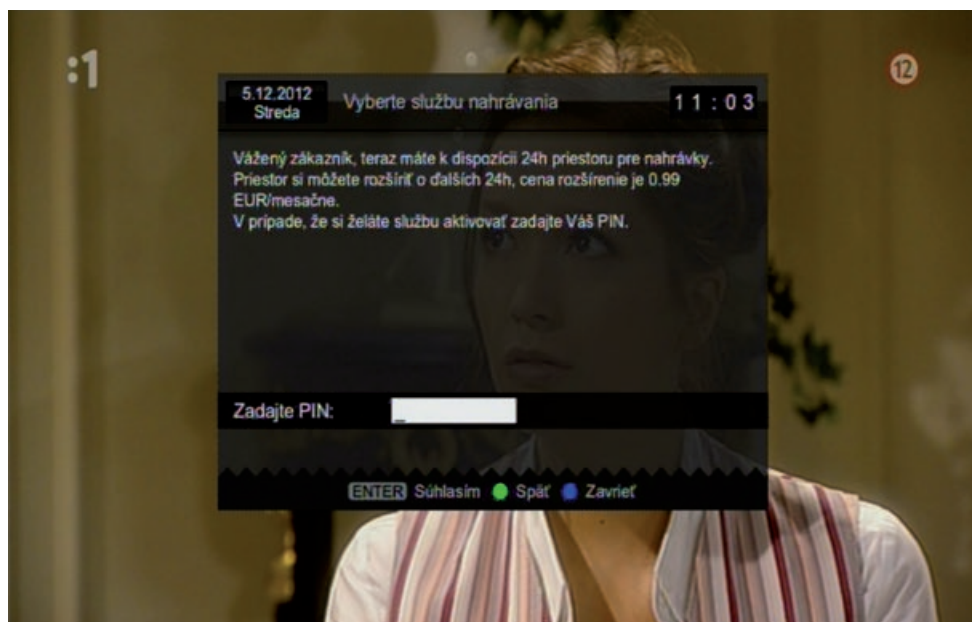 :1
12
5.12.2012
Streda
Vyberte službu nahrávania
11:03
Vážený zákazník, teraz máte k dispozícii 24h priestoru pre nahrávky.
Priestor si môžete rozšíriť o ďalších 24h, cena rozšírenie je 0.99
EUR/mesačne.
V prípade, že si želáte službu aktivovať zadajte Váš PIN.
Zadajte PIN:
ENTER Súhlasím Späť Zavrieť